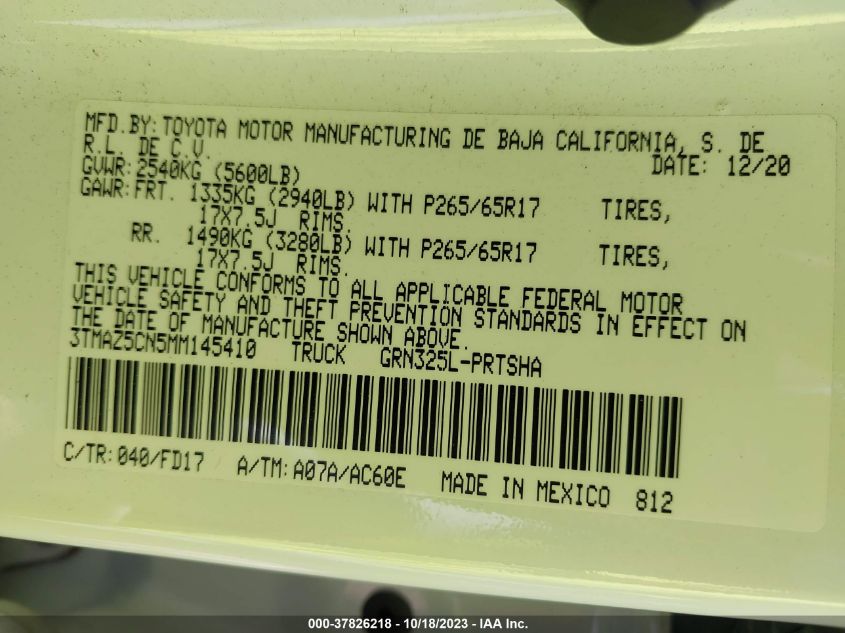 MFD.BY: TOYOTA MOTOR MANUFACTURING DE BAJA CALIFORNIA, S. DE
R.L. DE C.V. DATE: 12/20
GVWR: 2540KG (5600LB)
GAWR: FRT. 1335KG (2940LB) WITH P265/65R17 TIRES,
17X7.5J RIMS.
RR. 1490KG (3280LB) WITH P265/65R17 TIRES,
17X7.5J RIMS.
THIS VEHICLE CONFORMS TO ALL APPLICABLE FEDERAL MOTOR
VEHICLE SAFETY AND THEFT PREVENTION STANDARDS IN EFFECT ON
THE DATE OF MANUFACTURE SHOWN ABOVE.
3TMAZ5CN5MM145410 TRUCK GRN325L-PRTSHA
C/TR: 040/FD17 A/TM: A07A/AC60E MADE IN MEXICO 812
000-37826218 - 10/18/2023 - IAA Inc.